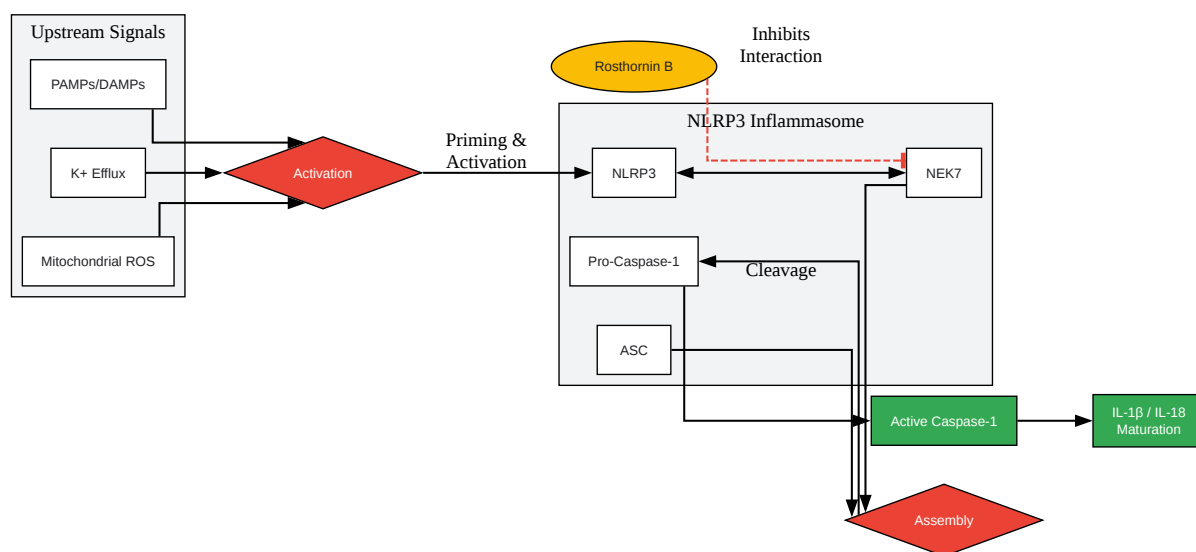 Upstream Signals
PAMPs/DAMPs
K+ Efflux
Mitochondrial ROS
Activation
Priming &
Activation
Rosthornin B
Inhibits
Interaction
NLRP3 Inflammasome
NLRP3
NEK7
Pro-Caspase-1
Cleavage
ASC
Active Caspase-1
IL-1β / IL-18
Maturation
Assembly